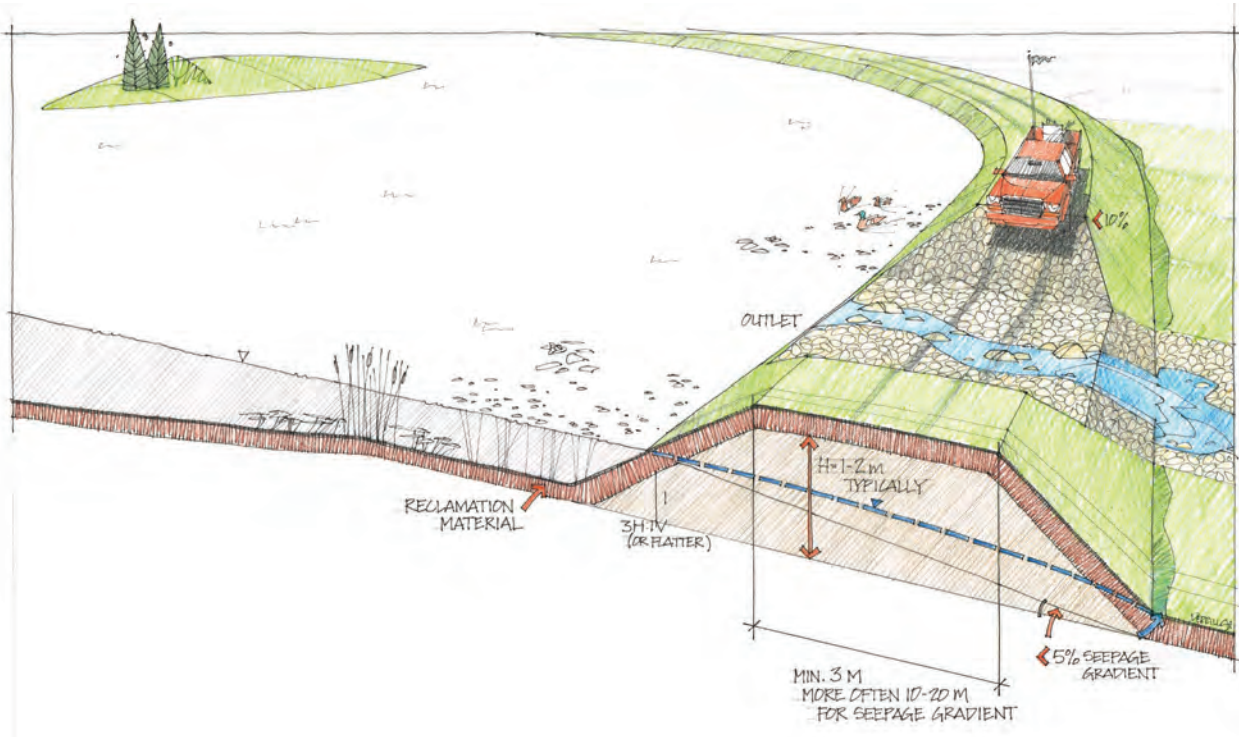 <10%
OUTLET
H=1-2m
TYPICALLY
RECLAMATION
MATERIAL
3H:1V
(OR FLATTER)
<5% SEEPAGE
GRADIENT
MIN. 3 M
MORE OFTEN 10-20 M
FOR SEEPAGE GRADIENT